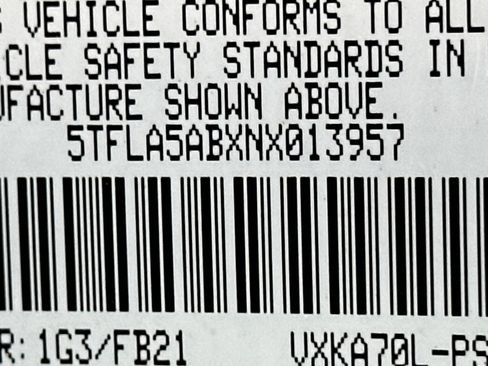 VEHICLE CONFORMS TO ALL
CLE SAFETY STANDARDS IN
UFACTURE SHOWN ABOVE.
5TFLA5ABXNX013957
R:1G3/FB21 VXKA70L-PS